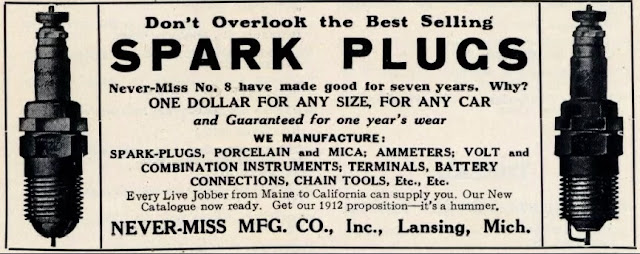 Don't Overlook the Best Selling
SPARK PLUGS
Never-Miss No. 8 have made good for seven years. Why?
ONE DOLLAR FOR ANY SIZE, FOR ANY CAR
and Guaranteed for one year's wear
WE MANUFACTURE:
SPARK-PLUGS, PORCELAIN and MICA; AMMETERS; VOLT and
COMBINATION INSTRUMENTS; TERMINALS, BATTERY
CONNECTIONS, CHAIN TOOLS, Etc., Etc.
Every Live Jobber from Maine to California can supply you. Our New
Catalogue now ready. Get our 1912 proposition—it's a hummer.
NEVER-MISS MFG. CO., Inc., Lansing, Mich.